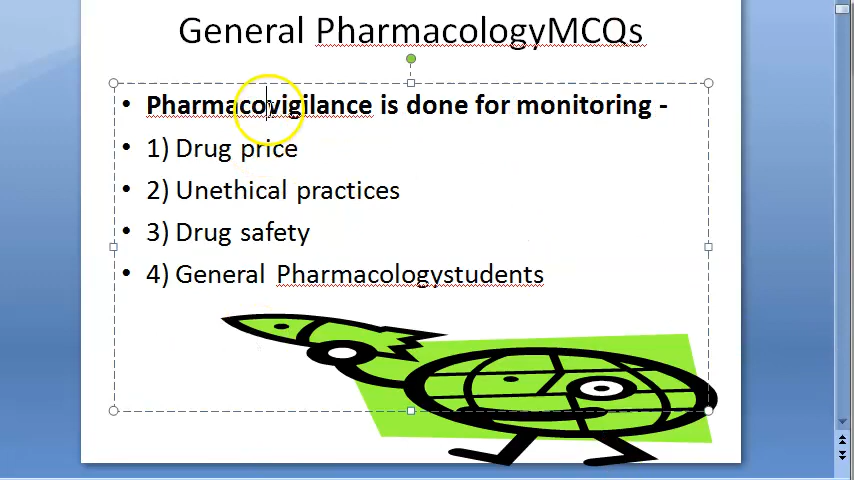 General PharmacologyMCQs
• Pharmacovigilance is done for monitoring -
• 1) Drug price
• 2) Unethical practices
• 3) Drug safety
• 4) General Pharmacologystudents